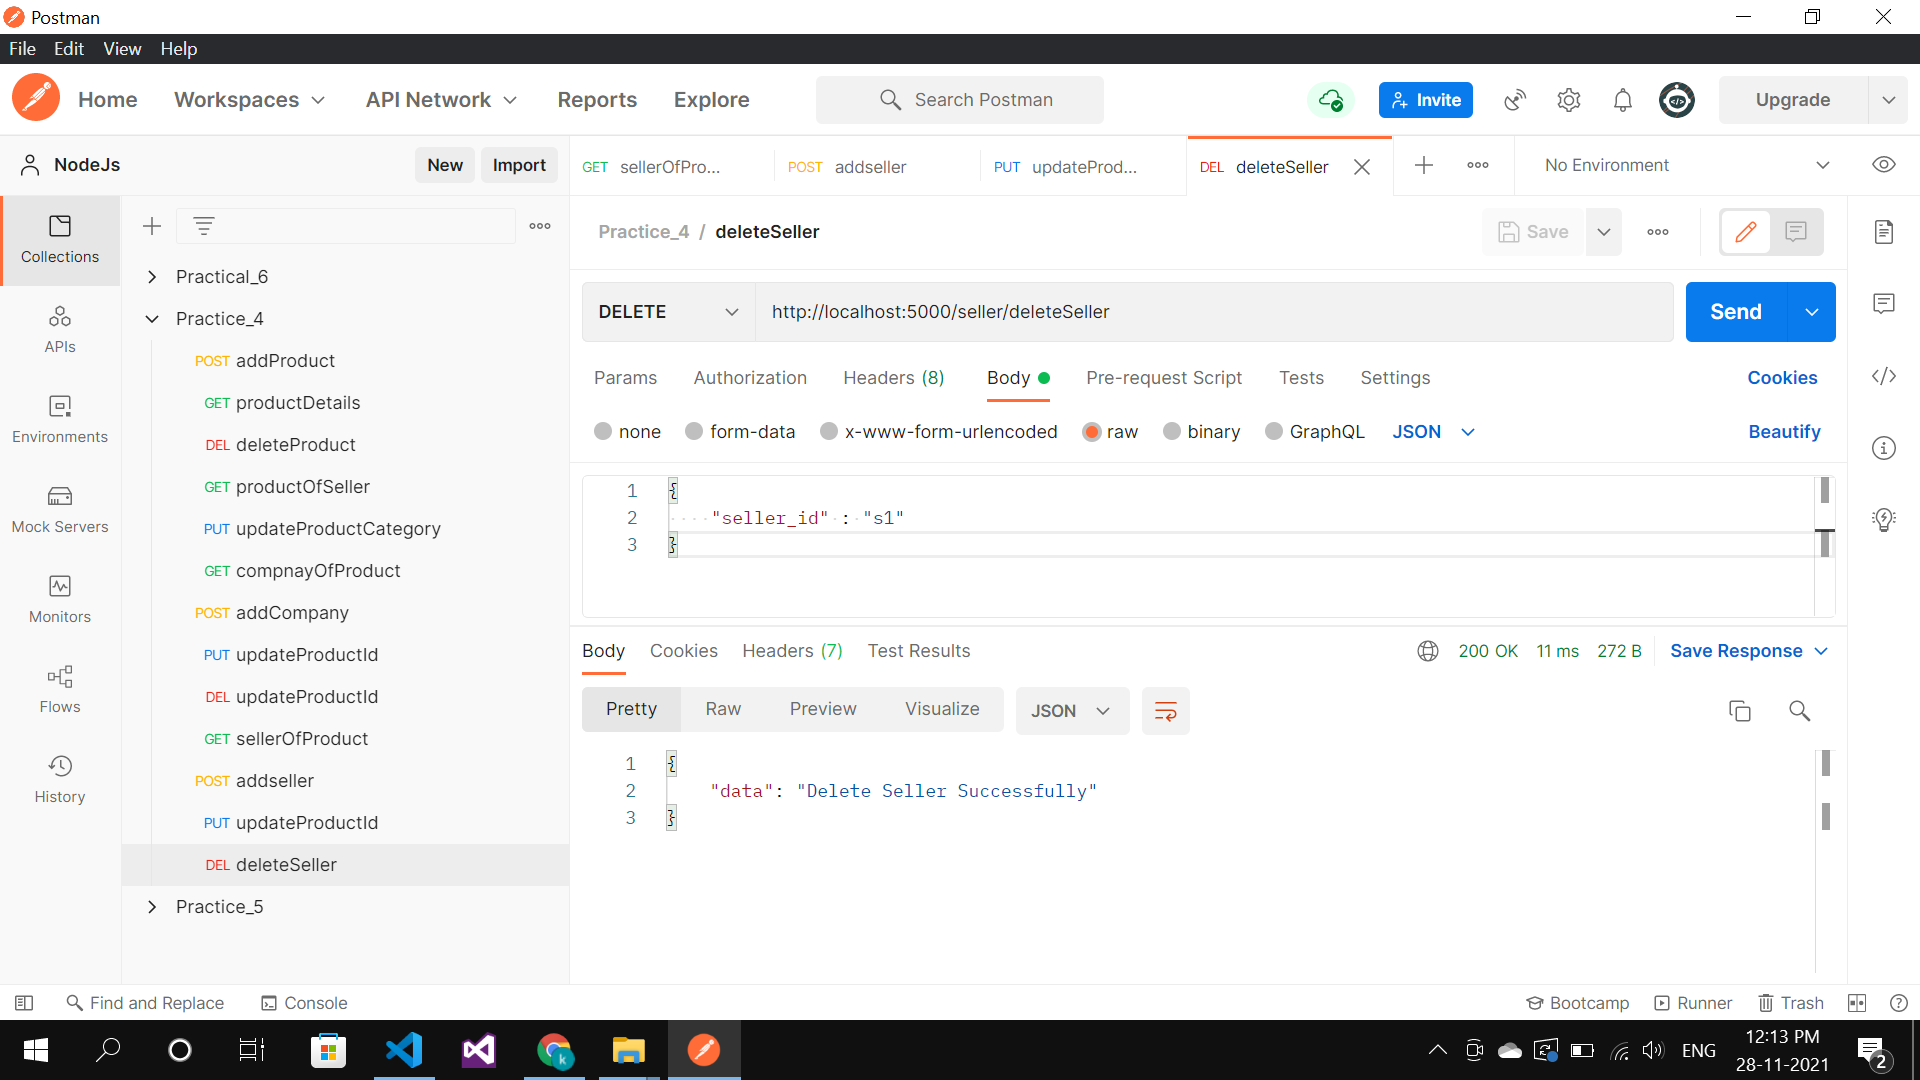 Postman
File Edit View Help
Home Workspaces API Network Reports Explore Search Postman Invite Upgrade
NodeJs New Import
GET sellerOfPro... POST addseller PUT updateProd... DEL deleteSeller No Environment
Collections
APIs
Environments
Mock Servers
Monitors
Flows
History
Practical_6
Practice_4
POST addProduct
GET productDetails
DEL deleteProduct
GET productOfSeller
PUT updateProductCategory
GET compnayOfProduct
POST addCompany
PUT updateProductId
DEL updateProductId
GET sellerOfProduct
POST addseller
PUT updateProductId
DEL deleteSeller
Practice_5
Practice_4 / deleteSeller Save
DELETE http://localhost:5000/seller/deleteSeller Send
Params Authorization Headers (8) Body Pre-request Script Tests Settings Cookies
none form-data x-www-form-urlencoded raw binary GraphQL JSON Beautify
1 {
2 "seller_id" : "s1"
3 }
Body Cookies Headers (7) Test Results 200 OK 11 ms 272 B Save Response
Pretty Raw Preview Visualize JSON
1 {
2 "data": "Delete Seller Successfully"
3 }
Find and Replace Console Bootcamp Runner Trash
k
ENG
12:13 PM
28-11-2021
2